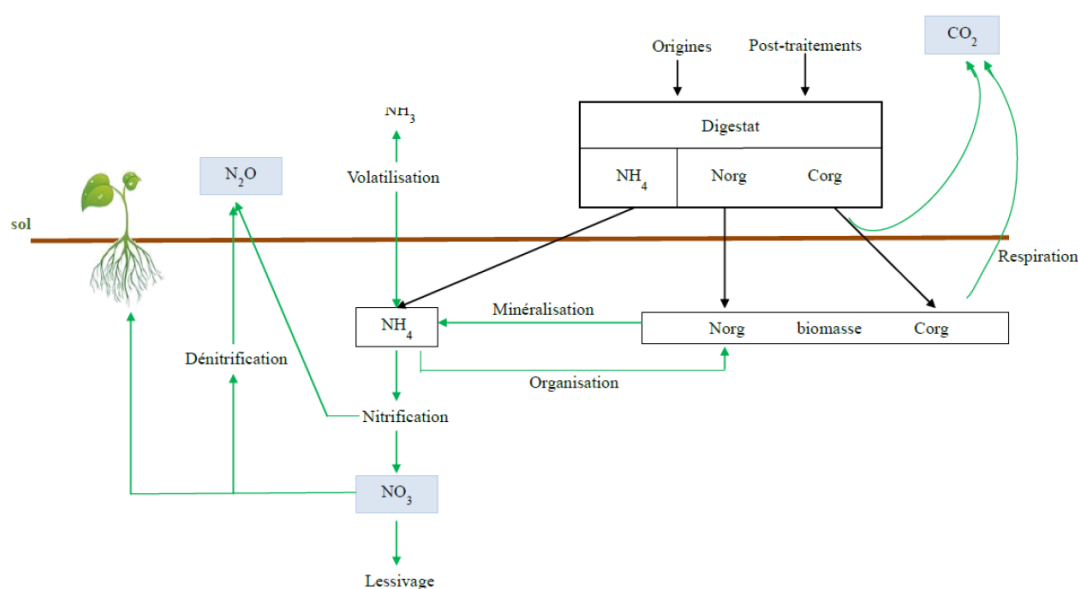 Origines
Post-traitements
CO2
Digestat
NH4
Norg
Corg
NH3
Volatilisation
N2O
sol
Respiration
Minéralisation
NH4
Norg
biomasse
Corg
Dénitrification
Organisation
Nitrification
NO3
Lessivage